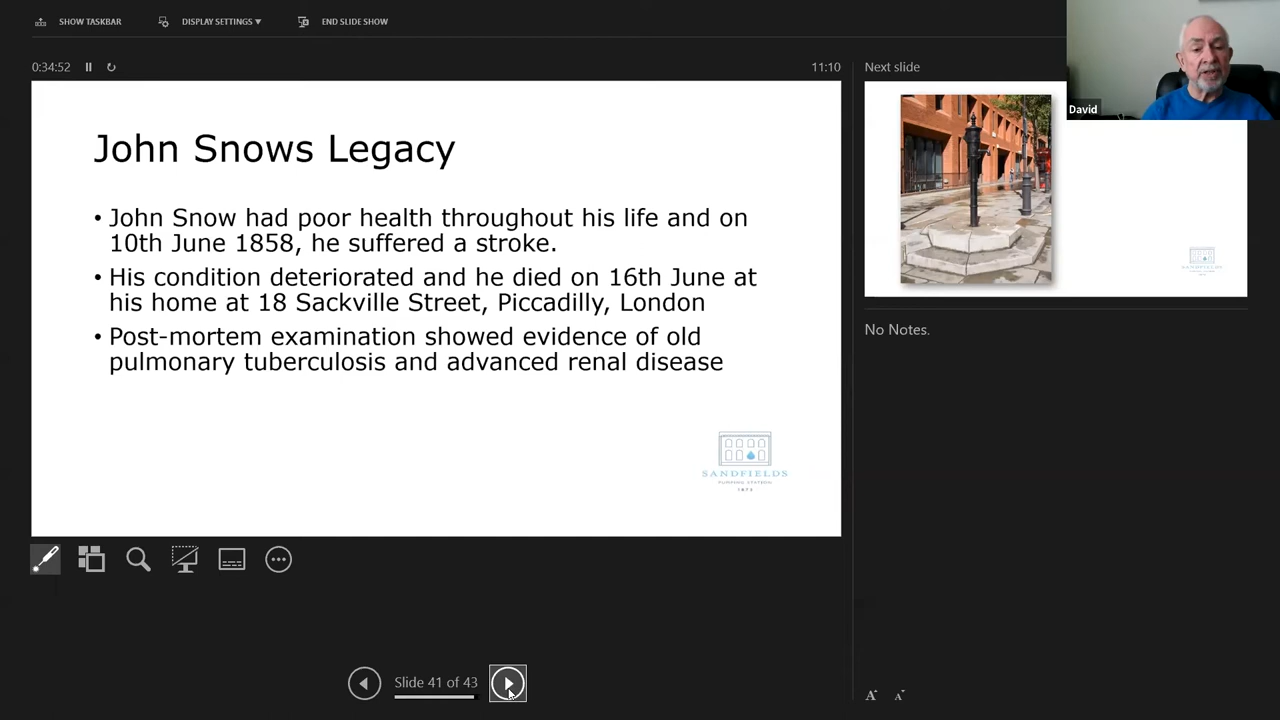 SHOW TASKBAR
DISPLAY SETTINGS ▼
END SLIDE SHOW
0:34:52
11:10
Next slide
David
John Snows Legacy
• John Snow had poor health throughout his life and on
10th June 1858, he suffered a stroke.
• His condition deteriorated and he died on 16th June at
his home at 18 Sackville Street, Piccadilly, London
• Post-mortem examination showed evidence of old
pulmonary tuberculosis and advanced renal disease
SANDFIELDS
PUMPING STATION
1873
No Notes.
Slide 41 of 43
A A